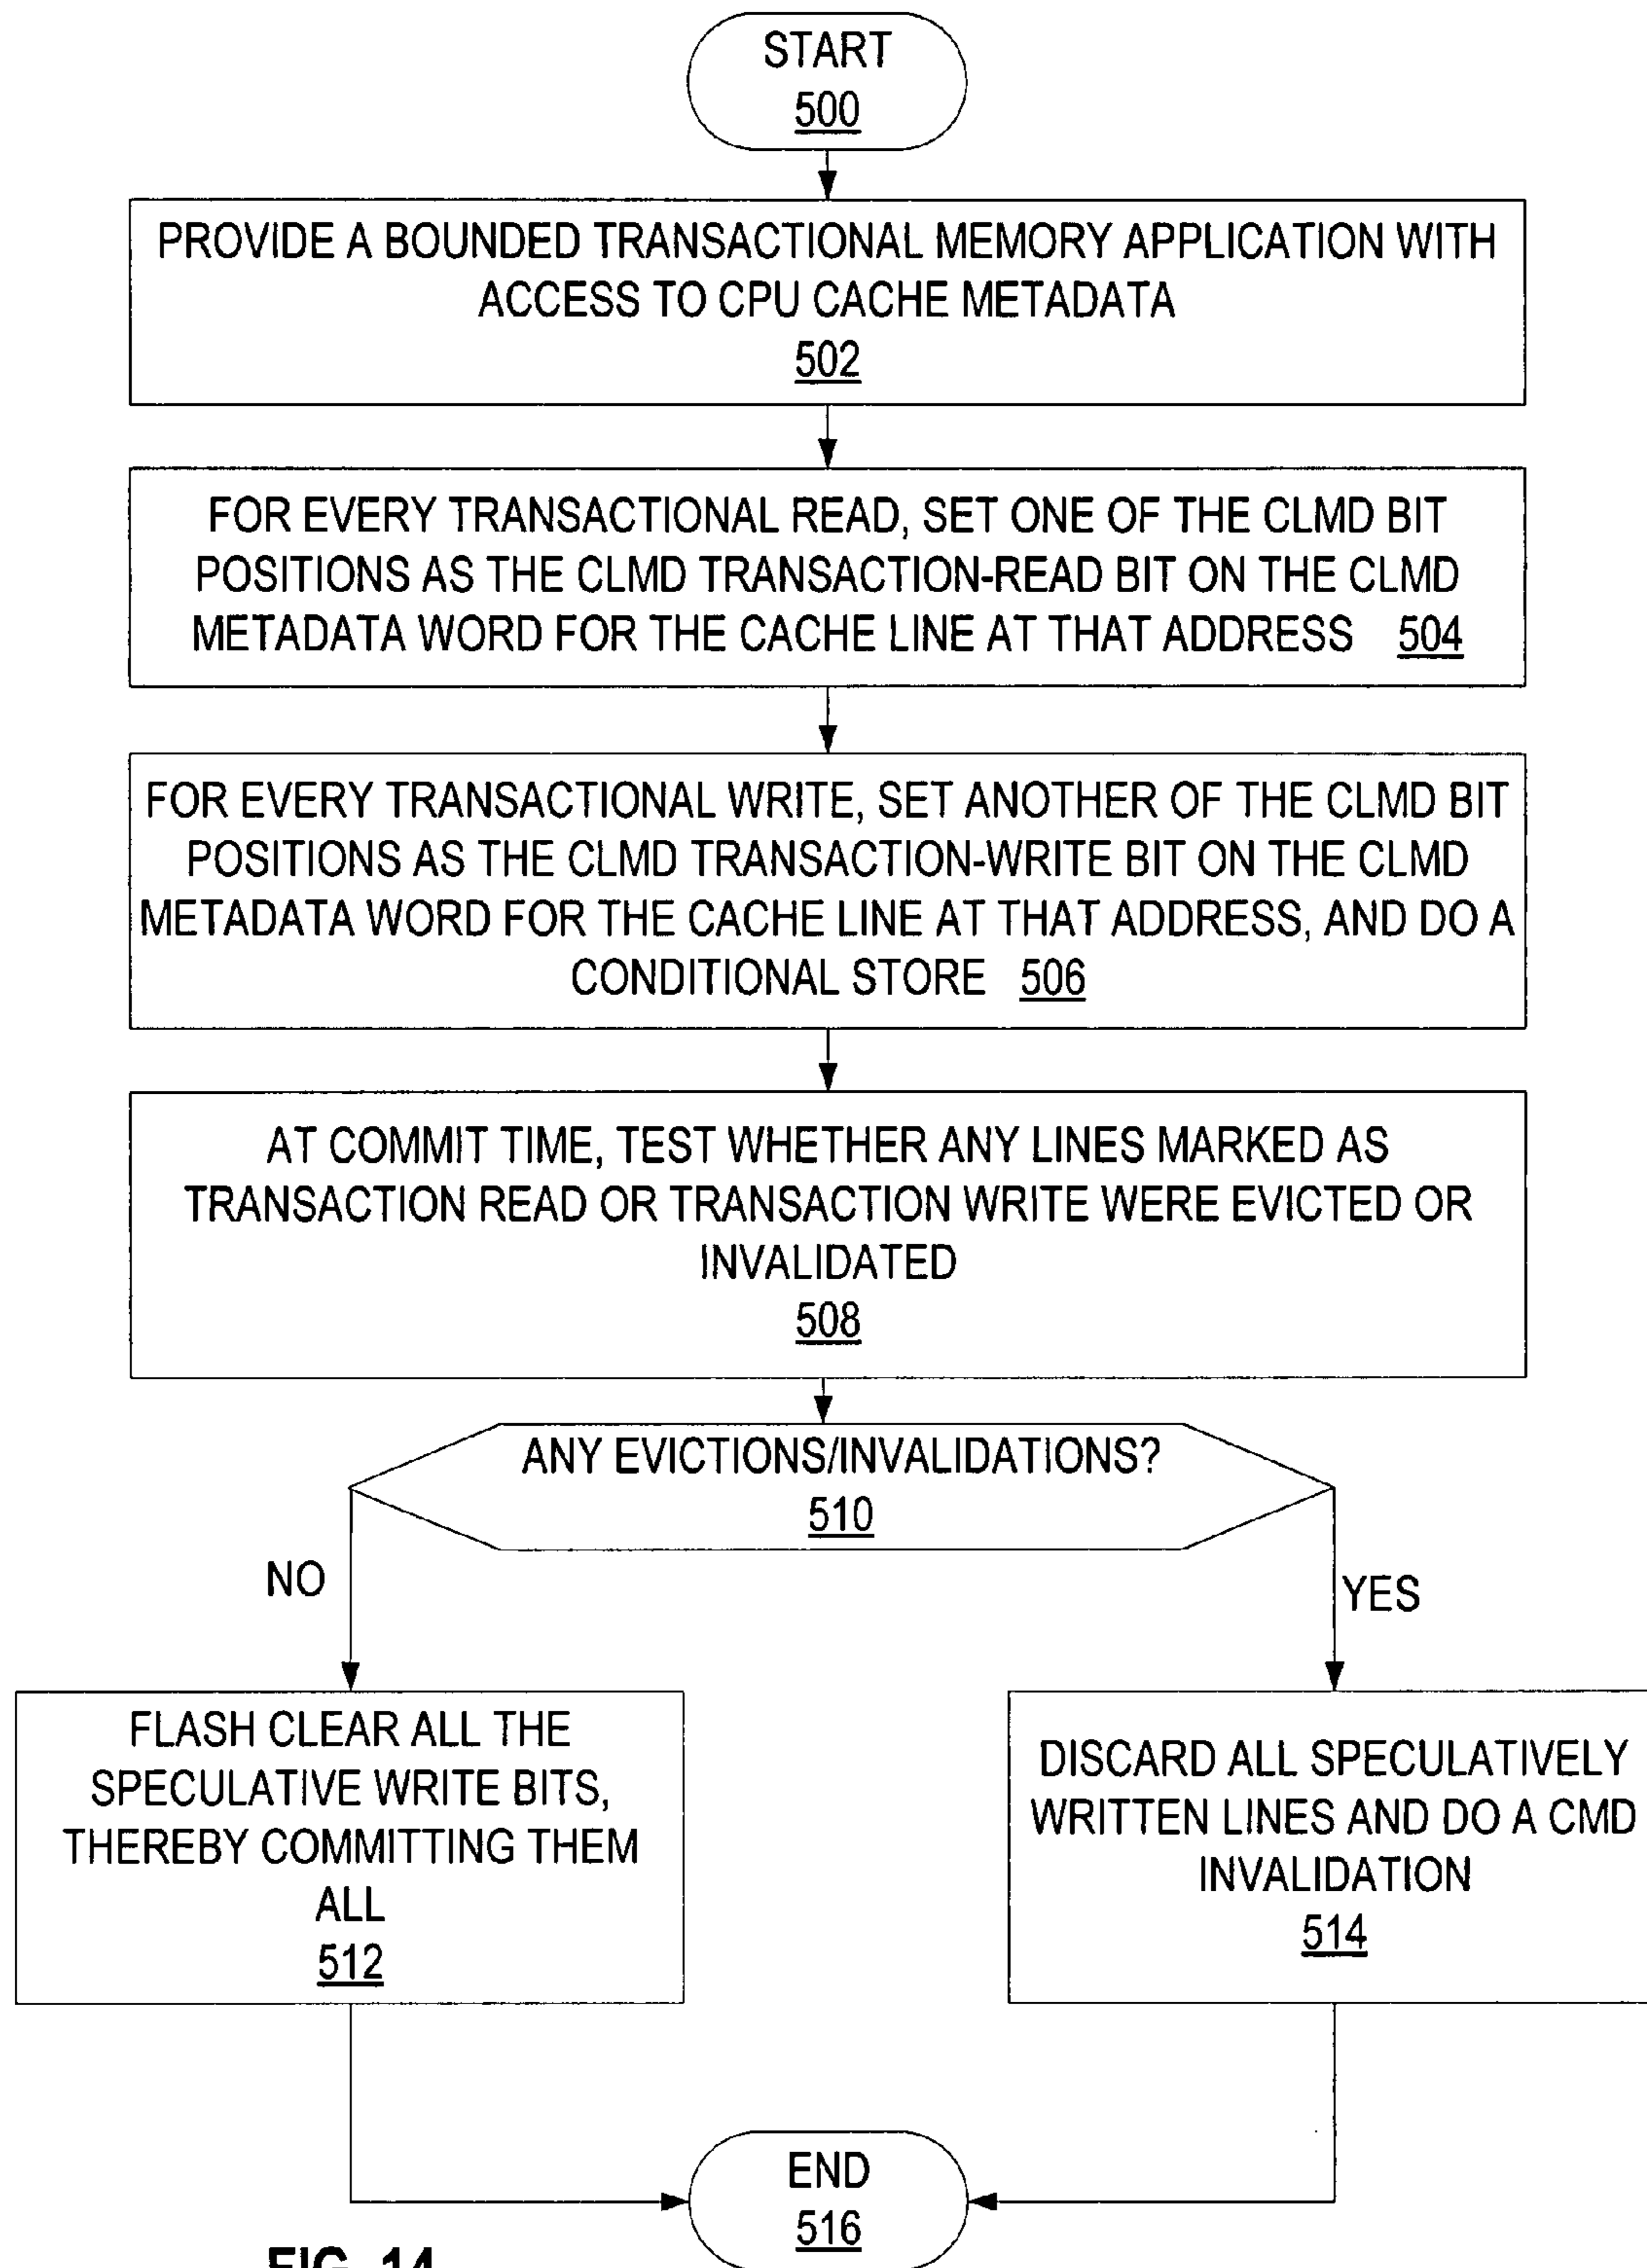 START
500
PROVIDE A BOUNDED TRANSACTIONAL MEMORY APPLICATION WITH
ACCESS TO CPU CACHE METADATA
502
FOR EVERY TRANSACTIONAL READ, SET ONE OF THE CLMD BIT
POSITIONS AS THE CLMD TRANSACTION-READ BIT ON THE CLMD
METADATA WORD FOR THE CACHE LINE AT THAT ADDRESS 504
FOR EVERY TRANSACTIONAL WRITE, SET ANOTHER OF THE CLMD BIT
POSITIONS AS THE CLMD TRANSACTION-WRITE BIT ON THE CLMD
METADATA WORD FOR THE CACHE LINE AT THAT ADDRESS, AND DO A
CONDITIONAL STORE 506
AT COMMIT TIME, TEST WHETHER ANY LINES MARKED AS
TRANSACTION READ OR TRANSACTION WRITE WERE EVICTED OR
INVALIDATED
508
ANY EVICTIONS/INVALIDATIONS?
510
NO
YES
FLASH CLEAR ALL THE
SPECULATIVE WRITE BITS,
THEREBY COMMITTING THEM
ALL
512
DISCARD ALL SPECULATIVELY
WRITTEN LINES AND DO A CMD
INVALIDATION
514
END
516
FIG. 14